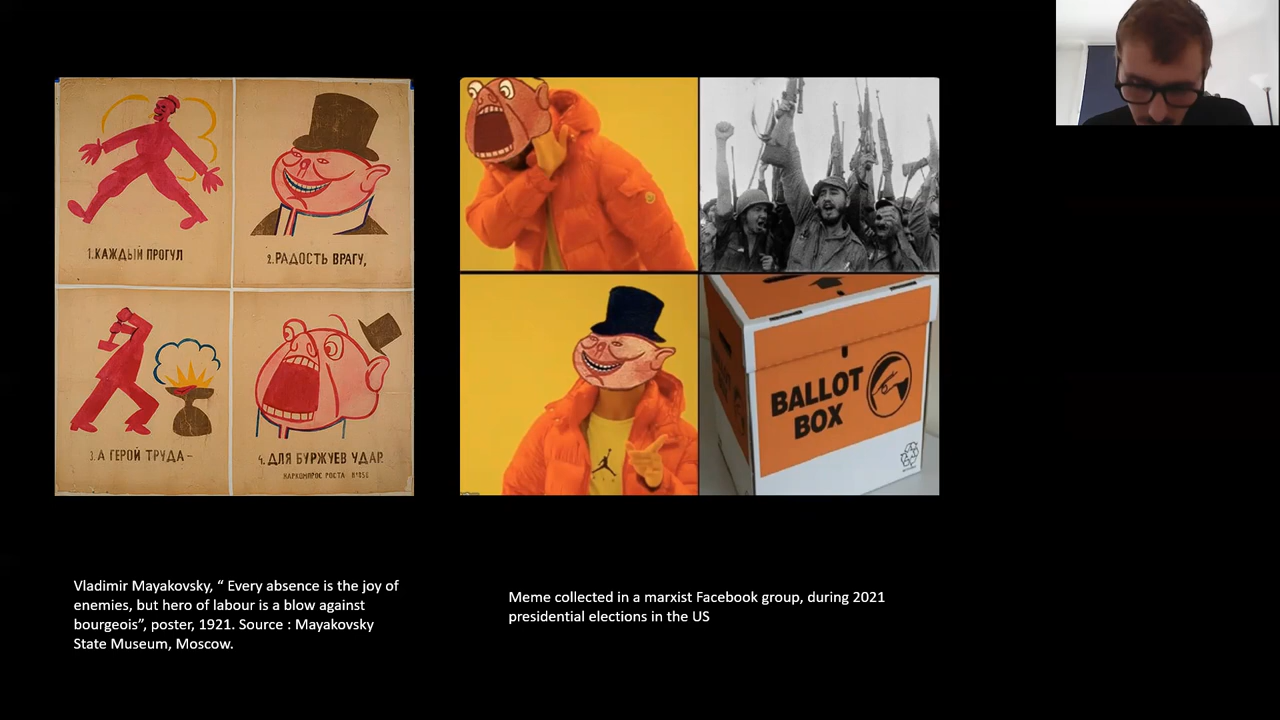 1. КАЖДЫЙ ПРОГУЛ
2. РАДОСТЬ ВРАГУ,
3. А ГЕРОЙ ТРУДА –
4. ДЛЯ БУРЖУЕВ УДАР.
НАРКОМПРОС РОСТА
BALLOT
BOX
Vladimir Mayakovsky, “ Every absence is the joy of
enemies, but hero of labour is a blow against
bourgeois”, poster, 1921. Source : Mayakovsky
State Museum, Moscow.
Meme collected in a marxist Facebook group, during 2021
presidential elections in the US